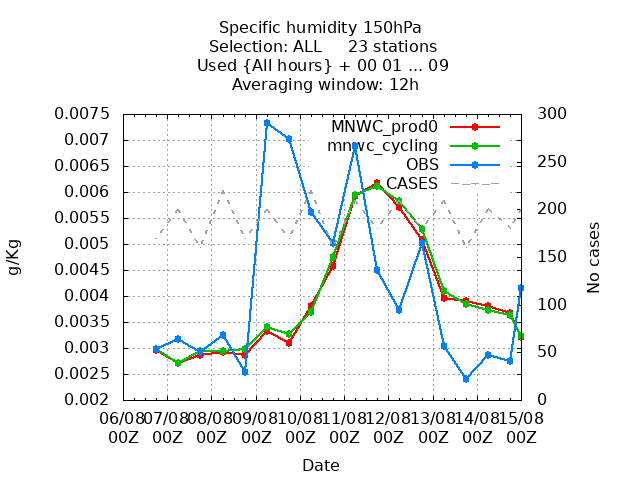 Specific humidity 150hPa
Selection: ALL 23 stations
Used {All hours} + 00 01 ... 09
Averaging window: 12h
MNWC_prod0
mnwc_cycling
OBS
CASES
0.0075
0.007
0.0065
0.006
0.0055
0.005
0.0045
0.004
0.0035
0.003
0.0025
0.002
g/Kg
300
250
200
150
100
50
0
No cases
06/08 07/08 08/08 09/08 10/08 11/08 12/08 13/08 14/08 15/08
00Z 00Z 00Z 00Z 00Z 00Z 00Z 00Z 00Z 00Z
Date